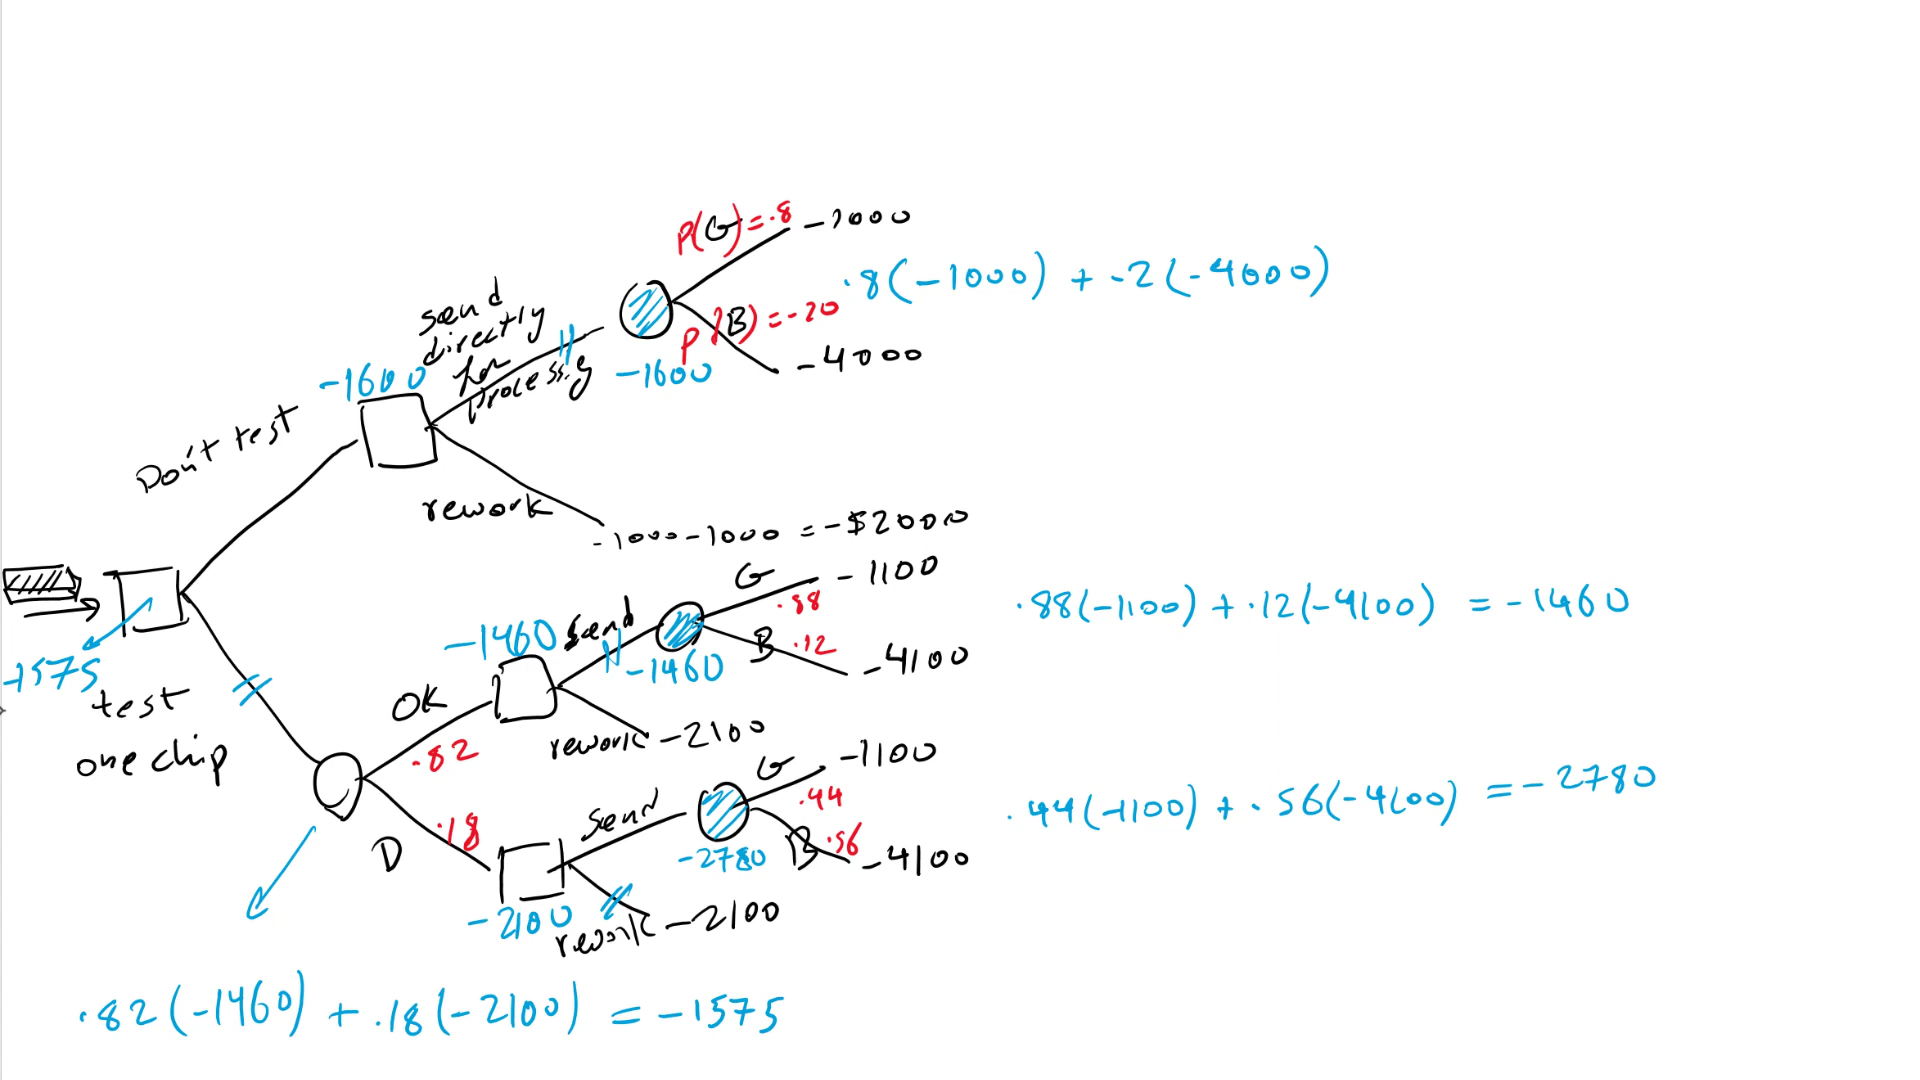 P(G)=.8 -1000
.8(-1000) + .2(-4000)
send
directly
for
processig
P(B)=.20
-1600
-1600
-4000
Don't test
rework
-1000-1000 = -$2000
G -1100
.88
.88(-1100) + .12(-4100) = -1460
-1460 send
B .12
-1460
-4100
-1575
test
one chip
OK
.82
rework -2100
G -1100
.44
.44(-1100) + .56(-4100) = -2780
send
.18
D
-2780 B .56
-4100
-2100
rework -2100
.82(-1460) + .18(-2100) = -1575